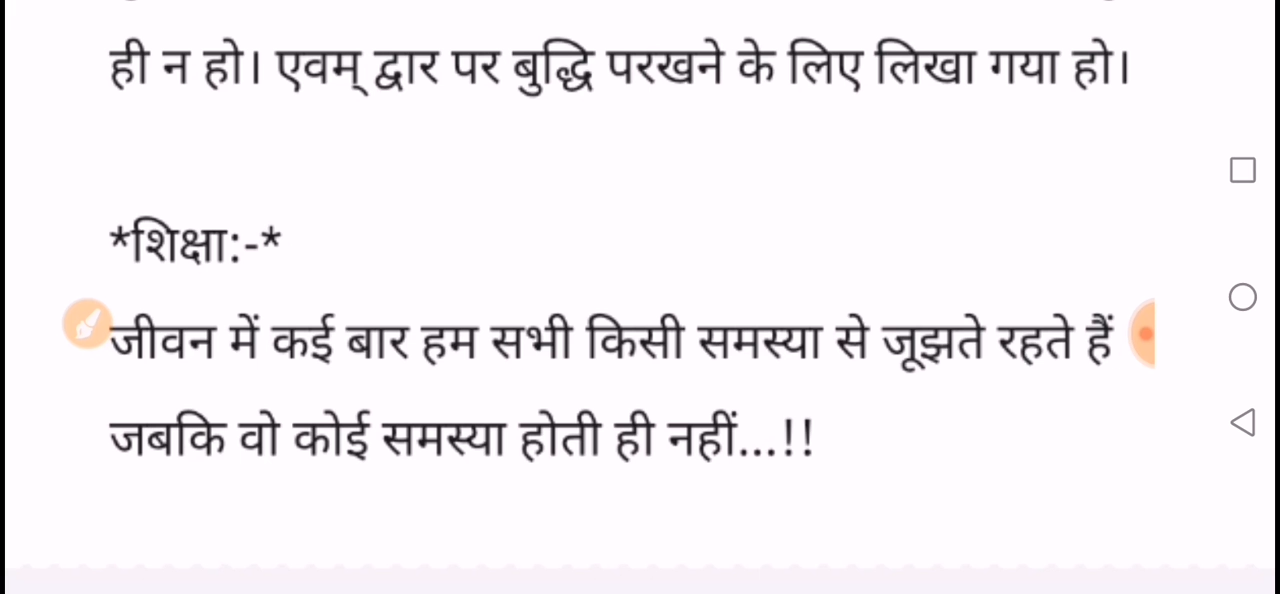 ही न हो। एवम् द्वार पर बुद्धि परखने के लिए लिखा गया हो।
*शिक्षा:-*
जीवन में कई बार हम सभी किसी समस्या से जूझते रहते हैं
जबकि वो कोई समस्या होती ही नहीं...!!